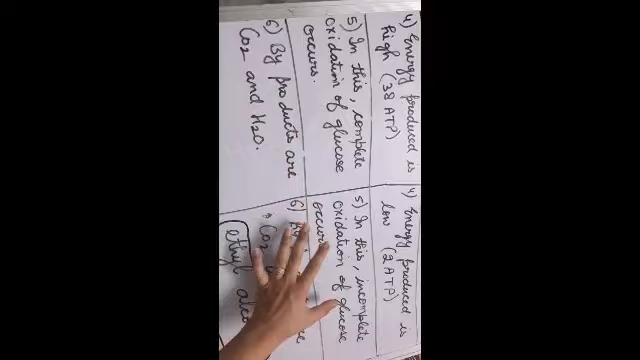 4) Energy produced is
high (38 ATP)
5) In this, complete
oxidation of glucose
occurs.
6) By products are
CO2 and H2O.
4) Energy produced is
low (2 ATP)
5) In this, incomplete
oxidation of glucose
occurs
6) By
CO2
ethyl